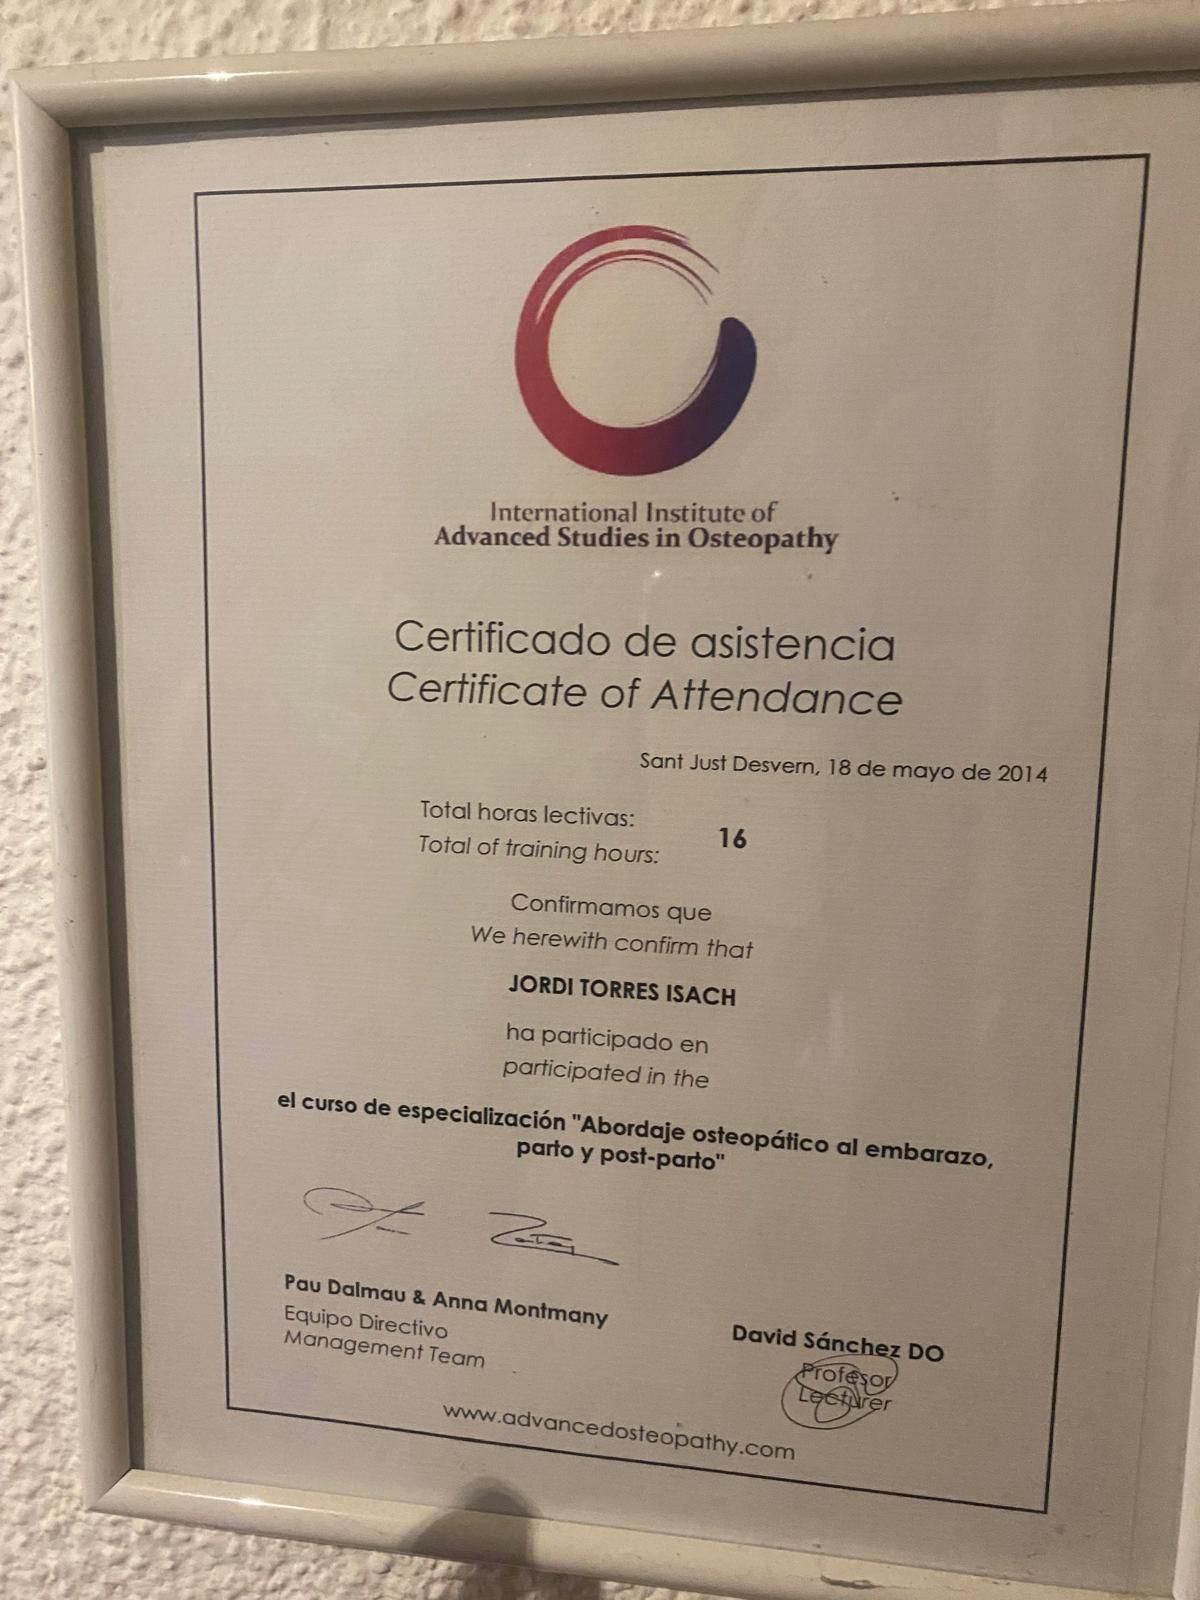 International Institute of
Advanced Studies in Osteopathy
Certificado de asistencia
Certificate of Attendance
Sant Just Desvern, 18 de mayo de 2014
Total horas lectivas:
16
Total of training hours:
Confirmamos que
We herewith confirm that
JORDI TORRES ISACH
ha participado en
participated in the
el curso de especialización "Abordaje osteopático al embarazo,
parto y post-parto"
Pau Dalmau & Anna Montmany
Equipo Directivo
Management Team
David Sánchez DO
Profesor
Lecturer
www.advancedosteopathy.com